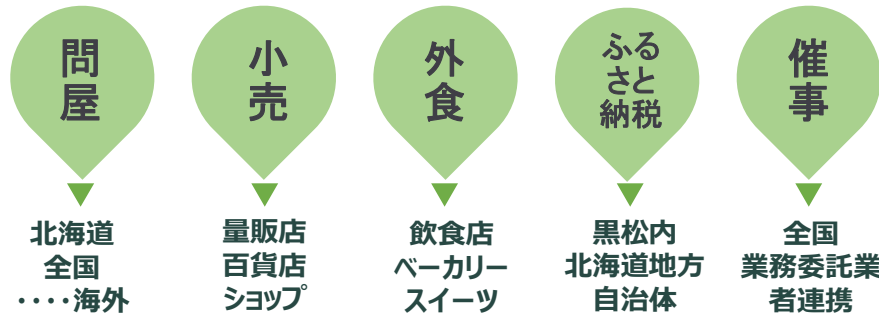 問屋
北海道
全国
・・・・海外
小売
量販店
百貨店
ショップ
外食
飲食店
ベーカリー
スイーツ
ふる
さと
納税
黒松内
北海道地方
自治体
催事
全国
業務委託業
者連携